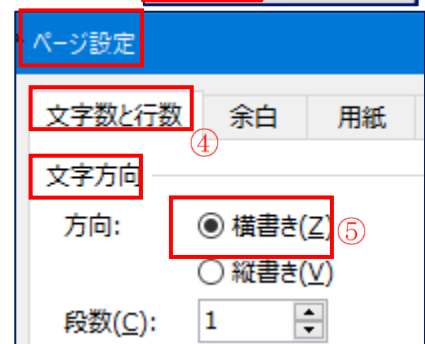 ページ設定
文字数と行数 余白 用紙
④
文字方向
方向: 横書き(Z) ⑤
縦書き(V)
段数(C): 1